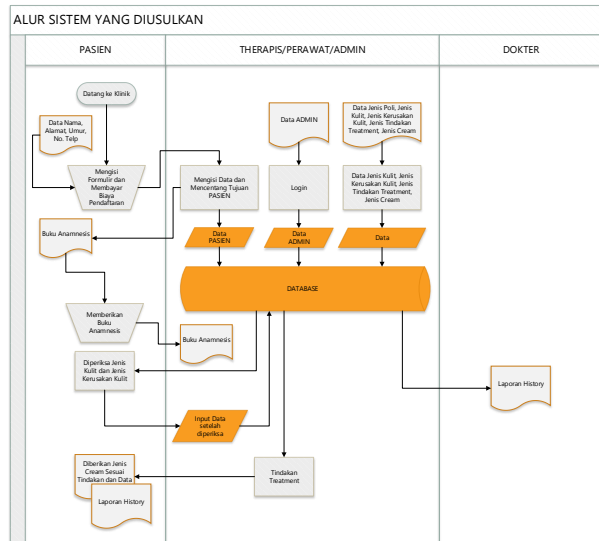 ALUR SISTEM YANG DIUSULKAN
PASIEN
THERAPIS/PERAWAT/ADMIN
DOKTER
Datang ke Klinik
Data Nama,
Alamat, Umur,
No. Telp
Mengisi
Formulir dan
Membayar
Biaya
Pendaftaran
Data ADMIN
Data Jenis Poli, Jenis
Kulit, Jenis Kerusakan
Kulit, Jenis Tindakan
Treatment, Jenis Cream
Mengisi Data dan
Mencentang Tujuan
PASIEN
Login
Data Jenis Kulit, Jenis
Kerusakan Kulit, Jenis
Tindakan Treatment,
Jenis Cream
Buku Anamnesis
Data
PASIEN
Data
ADMIN
Data
DATABASE
Memberikan
Buku
Anamnesis
Buku Anamnesis
Diperiksa Jenis
Kulit dan Jenis
Kerusakan Kulit
Laporan History
Input Data
setelah
diperiksa
Diberikan Jenis
Cream Sesuai
Tindakan dan Data
Laporan History
Tindakan
Treatment